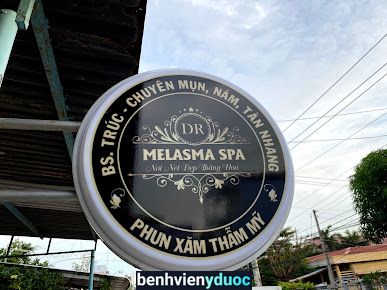 BS. TRÚC - CHUYÊN MỤN, NÁM, TÀN NHANG
DR
MELASMA SPA
Nơi Nét Đẹp Thăng Hoa
PHUN XĂM THẪM MỸ
benhvienyduoc